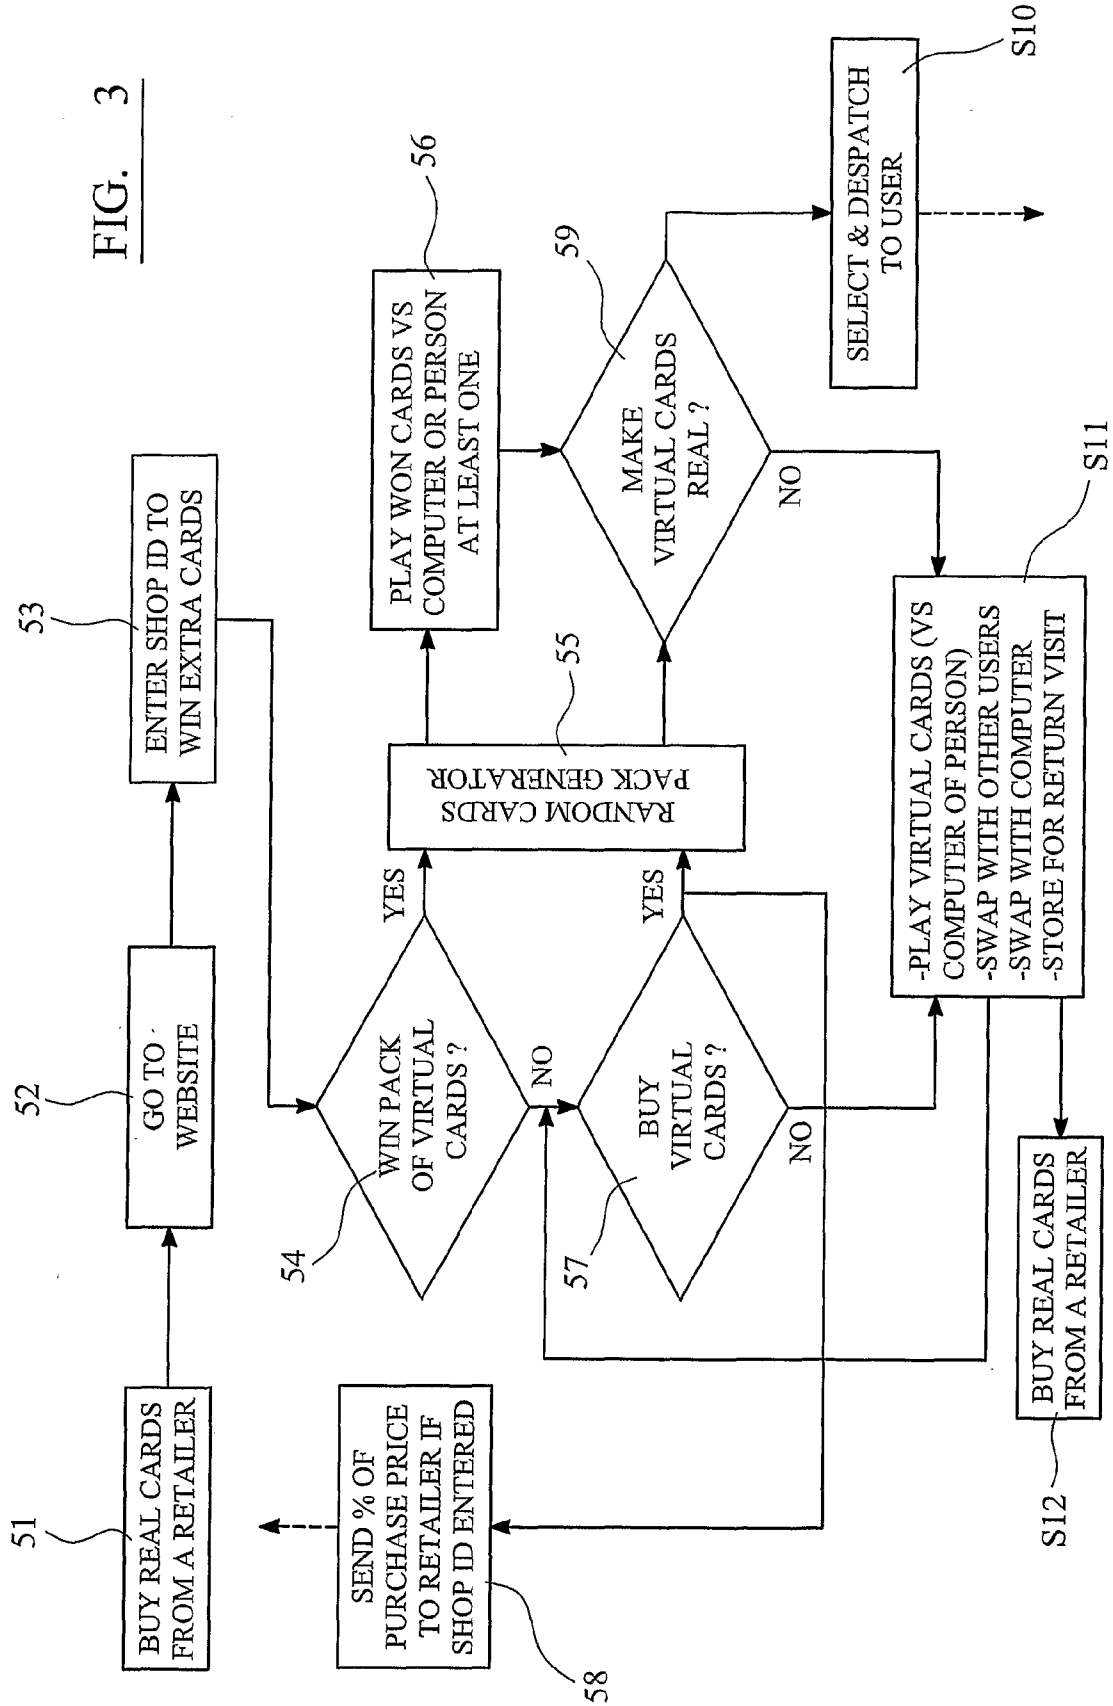 FIG. 3
51
BUY REAL CARDS
FROM A RETAILER
52
GO TO
WEBSITE
53
ENTER SHOP ID TO
WIN EXTRA CARDS
54
WIN PACK
OF VIRTUAL
CARDS ?
YES
NO
RANDOM CARDS
PACK GENERATOR
55
PLAY WON CARDS VS
COMPUTER OR PERSON
AT LEAST ONE
56
57
BUY
VIRTUAL
CARDS ?
YES
NO
SEND % OF
PURCHASE PRICE
TO RETAILER IF
SHOP ID ENTERED
58
59
MAKE
VIRTUAL CARDS
REAL ?
NO
SELECT & DESPATCH
TO USER
S10
-PLAY VIRTUAL CARDS (VS
COMPUTER OF PERSON)
-SWAP WITH OTHER USERS
-SWAP WITH COMPUTER
-STORE FOR RETURN VISIT
S11
BUY REAL CARDS
FROM A RETAILER
S12